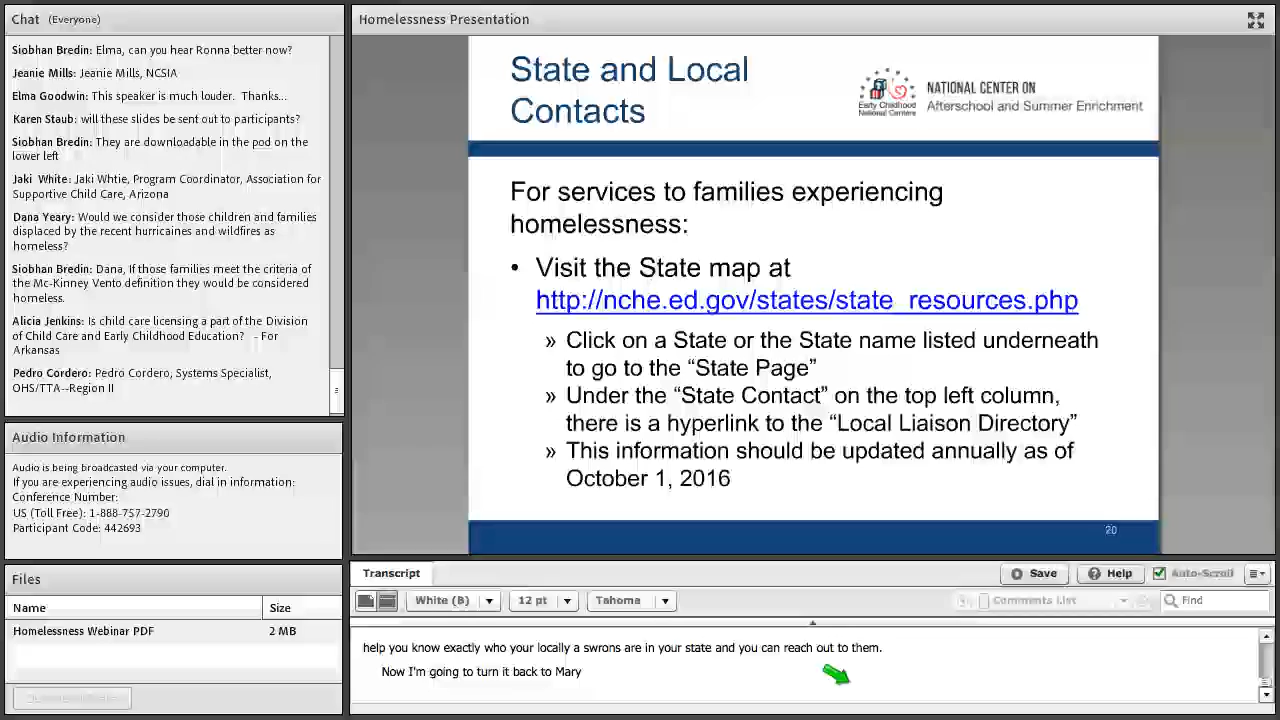 Chat (Everyone)
Siobhan Bredin: Elma, can you hear Ronna better now?
Jeanie Mills: Jeanie Mills, NCSIA
Elma Goodwin: This speaker is much louder. Thanks...
Karen Staub: will these slides be sent out to participants?
Siobhan Bredin: They are downloadable in the pod on the
lower left
Jaki White: Jaki Whtie, Program Coordinator, Association for
Supportive Child Care, Arizona
Dana Yeary: Would we consider those children and families
displaced by the recent hurricaines and wildfires as
homeless?
Siobhan Bredin: Dana, If those families meet the criteria of
the Mc-Kinney Vento definition they would be considered
homeless.
Alicia Jenkins: Is child care licensing a part of the Division
of Child Care and Early Childhood Education? - For
Arkansas
Pedro Cordero: Pedro Cordero, Systems Specialist,
OHS/TTA--Region II
Audio Information
Audio is being broadcasted via your computer.
If you are experiencing audio issues, dial in information:
Conference Number:
US (Toll Free): 1-888-757-2790
Participant Code: 442693
Files
Name Size
Homelessness Webinar PDF 2 MB
Homelessness Presentation
State and Local
Contacts
Early Childhood
National Centers
NATIONAL CENTER ON
Afterschool and Summer Enrichment
For services to families experiencing
homelessness:
• Visit the State map at
http://nche.ed.gov/states/state_resources.php
» Click on a State or the State name listed underneath
to go to the “State Page”
» Under the “State Contact” on the top left column,
there is a hyperlink to the “Local Liaison Directory”
» This information should be updated annually as of
October 1, 2016
20
Transcript
Save Help Auto-Scroll
White (B) 12 pt Tahoma Comments List Find
help you know exactly who your locally a swrons are in your state and you can reach out to them.
Now I'm going to turn it back to Mary